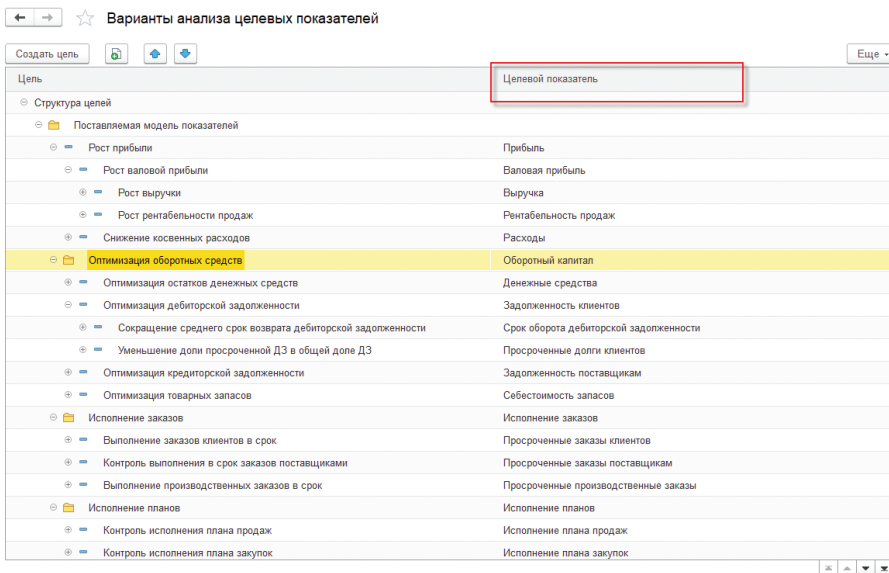 Варианты анализа целевых показателей
Создать цель
Еще
Цель Целевой показатель
Структура целей
Поставляемая модель показателей
Рост прибыли Прибыль
Рост валовой прибыли Валовая прибыль
Рост выручки Выручка
Рост рентабельности продаж Рентабельность продаж
Снижение косвенных расходов Расходы
Оптимизация оборотных средств Оборотный капитал
Оптимизация остатков денежных средств Денежные средства
Оптимизация дебиторской задолженности Задолженность клиентов
Сокращение среднего срок возврата дебиторской задолженности Срок оборота дебиторской задолженности
Уменьшение доли просроченной ДЗ в общей доле ДЗ Просроченные долги клиентов
Оптимизация кредиторской задолженности Задолженность поставщикам
Оптимизация товарных запасов Себестоимость запасов
Исполнение заказов Исполнение заказов
Выполнение заказов клиентов в срок Просроченные заказы клиентов
Контроль выполнения в срок заказов поставщиками Просроченные заказы поставщикам
Выполнение производственных заказов в срок Просроченные производственные заказы
Исполнение планов Исполнение планов
Контроль исполнения плана продаж Исполнение плана продаж
Контроль исполнения плана закупок Исполнение плана закупок